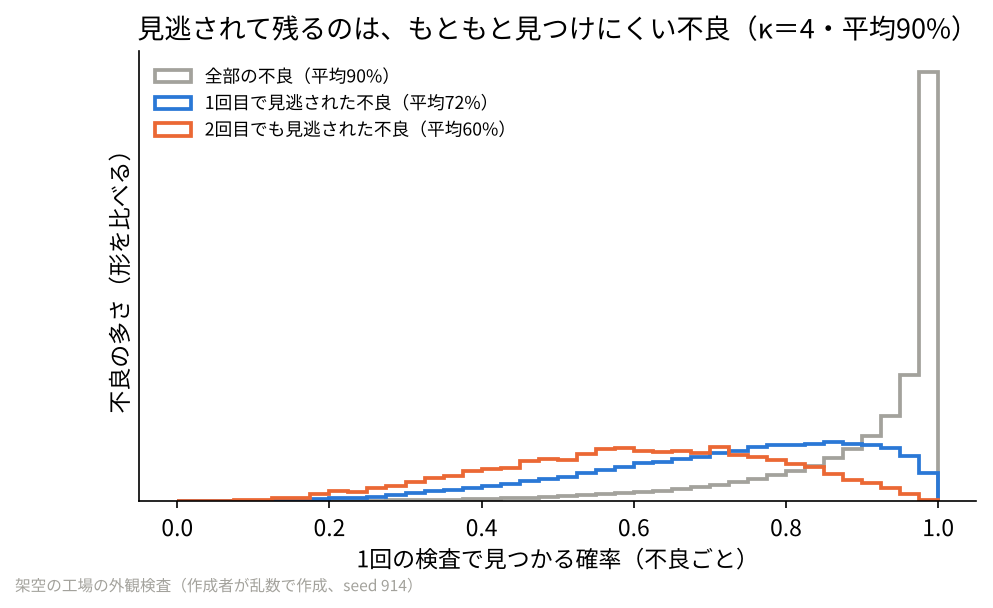 見逃されて残るのは、もともと見つけにくい不良（κ＝4・平均90%）
全部の不良（平均90%）
1回目で見逃された不良（平均72%）
2回目でも見逃された不良（平均60%）
不良の多さ（形を比べる）
0.0
0.2
0.4
0.6
0.8
1.0
1回の検査で見つかる確率（不良ごと）
架空の工場の外観検査（作成者が乱数で作成、seed 914）